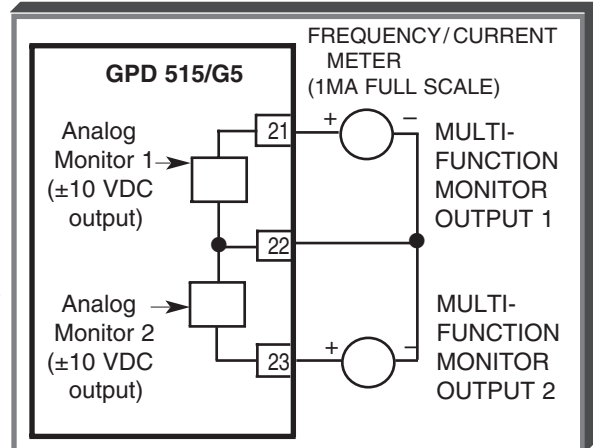 FREQUENCY/CURRENT
METER
(1MA FULL SCALE)
GPD 515/G5
Analog
Monitor 1
(±10 VDC
output)
21
+
–
MULTI-
FUNCTION
MONITOR
OUTPUT 1
22
Analog
Monitor 2
(±10 VDC
output)
23
+
–
MULTI-
FUNCTION
MONITOR
OUTPUT 2